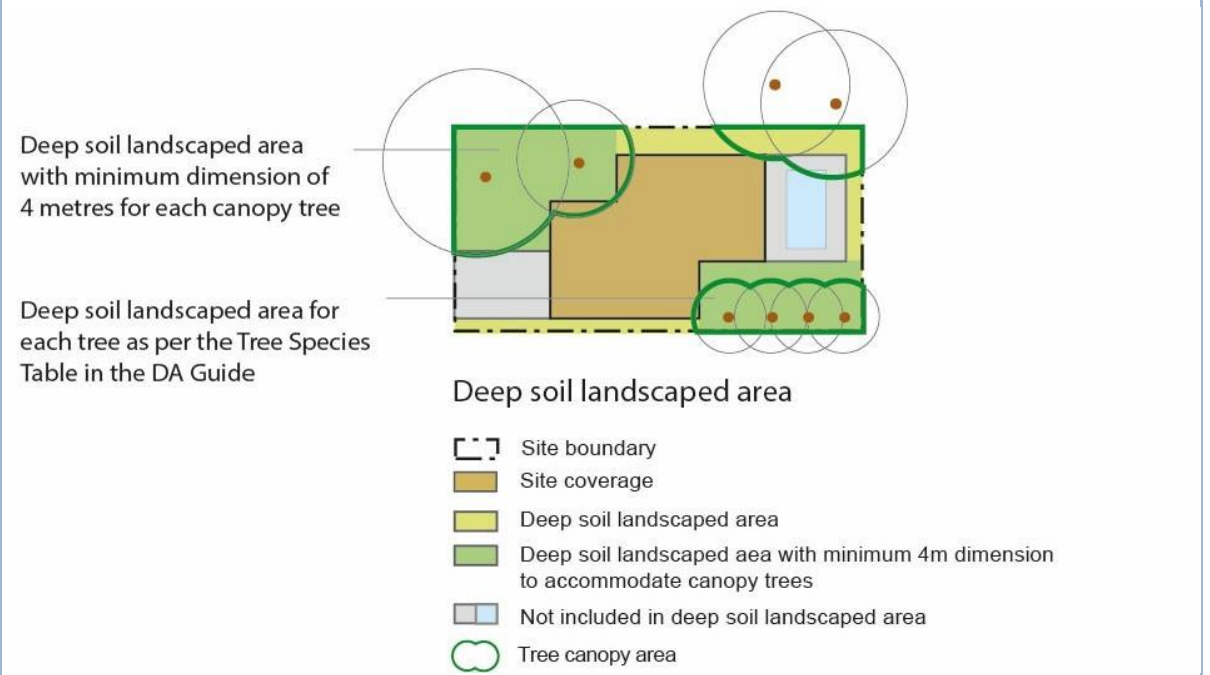 Deep soil landscaped area
with minimum dimension of
4 metres for each canopy tree
Deep soil landscaped area for
each tree as per the Tree Species
Table in the DA Guide
Deep soil landscaped area
Site boundary
Site coverage
Deep soil landscaped area
Deep soil landscaped aea with minimum 4m dimension
to accommodate canopy trees
Not included in deep soil landscaped area
Tree canopy area